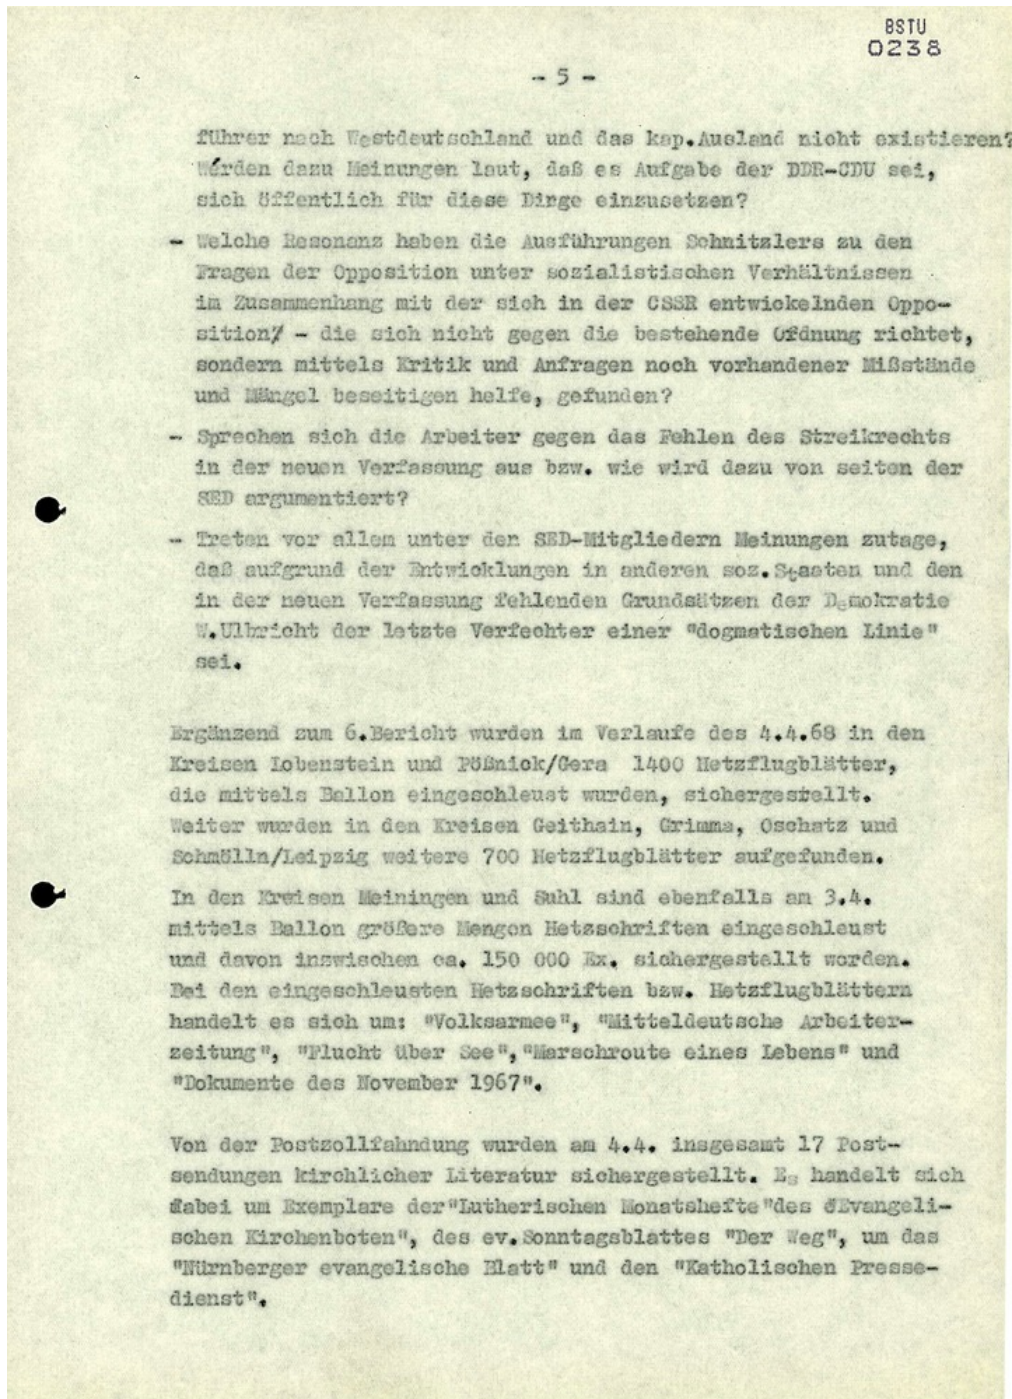 BSTU
0238
- 5 -
führer nach Westdeutschland und das kap.Ausland nicht existieren?
Werden dazu Meinungen laut, daß es Aufgabe der DDR-CDU sei,
sich öffentlich für diese Dinge einzusetzen?
- Welche Resonanz haben die Ausführungen Schnitzlers zu den
Fragen der Opposition unter sozialistischen Verhältnissen
im Zusammenhang mit der sich in der CSSR entwickelnden Oppo-
sition - die sich nicht gegen die bestehende Ordnung richtet,
sondern mittels Kritik und Anfragen noch vorhandener Mißstände
und Mängel beseitigen helfe, gefunden?
- Sprechen sich die Arbeiter gegen das Fehlen des Streikrechts
in der neuen Verfassung aus bzw. wie wird dazu von seiten der
SED argumentiert?
- Treten vor allem unter den SED-Mitgliedern Meinungen zutage,
daß aufgrund der Entwicklungen in anderen soz.Staaten und den
in der neuen Verfassung fehlenden Grundsätzen der Demokratie
W.Ulbricht der letzte Verfechter einer "dogmatischen Linie"
sei.
Ergänzend zum 6.Bericht wurden im Verlaufe des 4.4.68 in den
Kreisen Lobenstein und Pößnick/Gera 1400 Hetzflugblätter,
die mittels Ballon eingeschleust wurden, sichergestellt.
Weiter wurden in den Kreisen Geithain, Grimma, Oschatz und
Schmölln/Leipzig weitere 700 Hetzflugblätter aufgefunden.
In den Kreisen Meiningen und Suhl sind ebenfalls am 3.4.
mittels Ballon größere Mengen Hetzschriften eingeschleust
und davon inzwischen ca. 150 000 Ex. sichergestellt worden.
Bei den eingeschleusten Hetzschriften bzw. Hetzflugblättern
handelt es sich um: "Volksarmee", "Mitteldeutsche Arbeiter-
zeitung", "Flucht über See","Marschroute eines Lebens" und
"Dokumente des November 1967".
Von der Postzollfahndung wurden am 4.4. insgesamt 17 Post-
sendungen kirchlicher Literatur sichergestellt. Es handelt sich
dabei um Exemplare der"Lutherischen Monatshefte"des "Evangeli-
schen Kirchenboten", des ev.Sonntagsblattes "Der Weg", um das
"Nürnberger evangelische Blatt" und den "Katholischen Presse-
dienst".